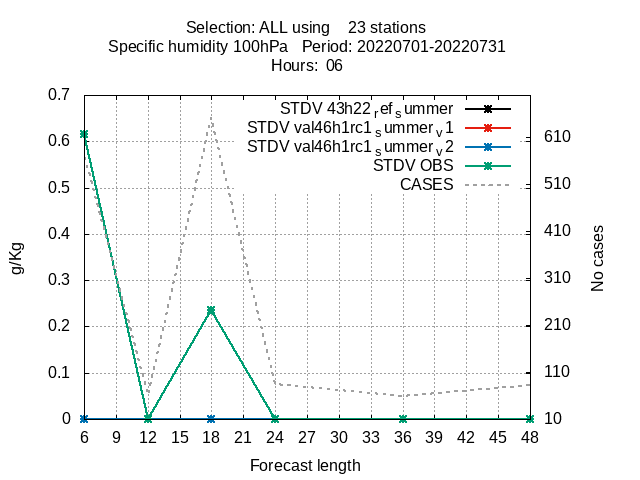 Selection: ALL using 23 stations
Specific humidity 100hPa Period: 20220701-20220731
Hours: 06
STDV 43h22refsummer
STDV val46h1rc1summerv1
STDV val46h1rc1summerv2
STDV OBS
CASES
0.7
0.6
0.5
0.4
0.3
0.2
0.1
0
g/Kg
610
510
410
310
210
110
10
No cases
6 9 12 15 18 21 24 27 30 33 36 39 42 45 48
Forecast length